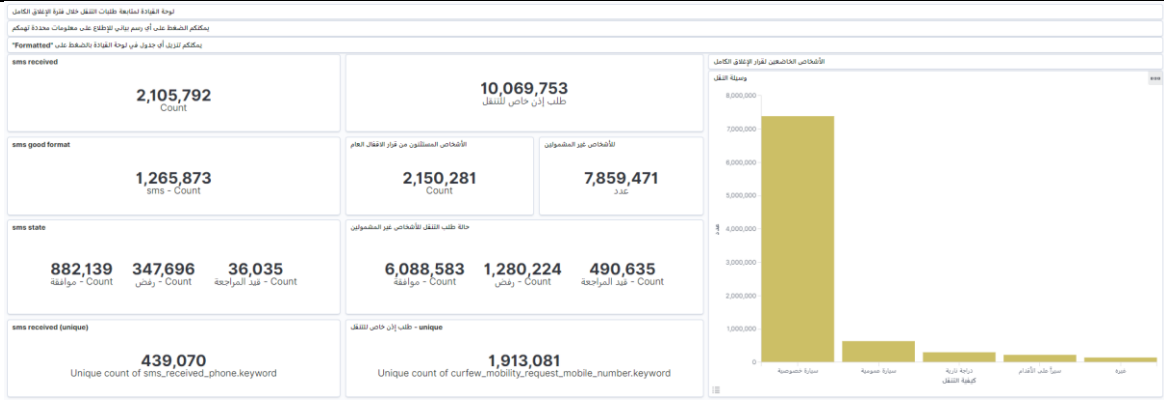 لوحة القيادة لمتابعة طلبات التنقل خلال فترة الإغلاق الكامل
يمكنكم الضغط على أي رسم بياني للإطلاع على معلومات محددة تهمكم
يمكنكم تنزيل أي جدول في لوحة القيادة بالضغط على "Formatted"
sms received
2,105,792
Count
10,069,753
طلب إذن خاص للتنقل
sms good format
1,265,873
sms - Count
الأشخاص المستثنون من قرار الاقفال العام
2,150,281
Count
للأشخاص غير المشمولين
7,859,471
عدد
sms state
882,139
موافقة - Count
347,696
رفض - Count
36,035
قيد المراجعة - Count
حالة طلب التنقل للأشخاص غير المشمولين
6,088,583
موافقة - Count
1,280,224
رفض - Count
490,635
قيد المراجعة - Count
sms received (unique)
439,070
Unique count of sms_received_phone.keyword
طلب إذن خاص للتنقل - unique
1,913,081
Unique count of curfew_mobility_request_mobile_number.keyword
الأشخاص الخاضعين لقرار الإغلاق الكامل
وسيلة النقل
8,000,000
7,000,000
6,000,000
5,000,000
4,000,000
3,000,000
2,000,000
1,000,000
0
عدد
سيارة خصوصية
سيارة عمومية
دراجة نارية
سيراً على الأقدام
غيره
كيفية التنقل